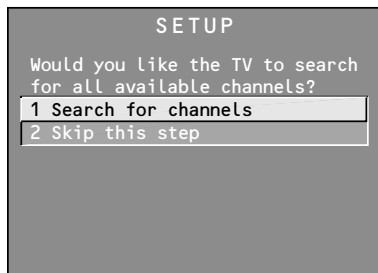 SETUP
Would you like the TV to search
for all available channels?
1 Search for channels
2 Skip this step